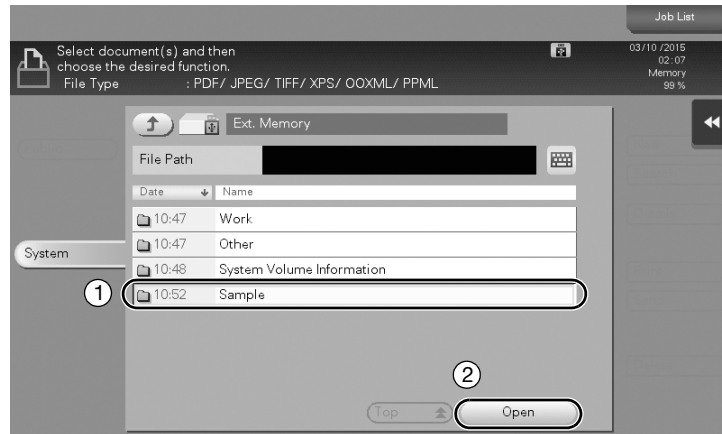 Job List
Select document(s) and then
choose the desired function.
File Type : PDF/ JPEG/ TIFF/ XPS/ OOXML/ PPML
03/10 /2015
02:07
Memory
99 %
Ext. Memory
File Path
Date Name
10:47 Work
10:47 Other
System
10:48 System Volume Information
1
10:52 Sample
2
Top
Open